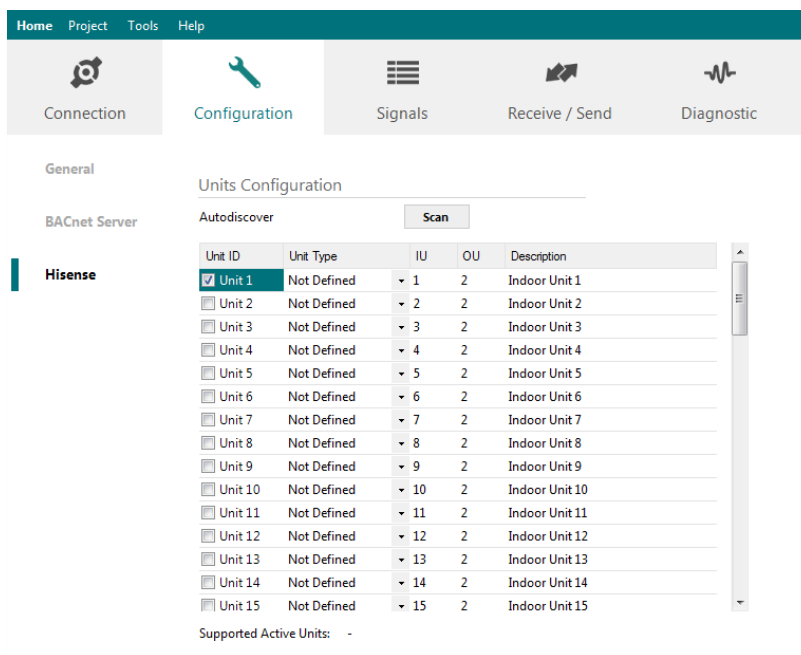 Home Project Tools Help
Connection Configuration Signals Receive / Send Diagnostic
General
BACnet Server
Hisense
Units Configuration
Autodiscover Scan
Unit ID Unit Type IU OU Description
Unit 1 Not Defined 1 2 Indoor Unit 1
Unit 2 Not Defined 2 2 Indoor Unit 2
Unit 3 Not Defined 3 2 Indoor Unit 3
Unit 4 Not Defined 4 2 Indoor Unit 4
Unit 5 Not Defined 5 2 Indoor Unit 5
Unit 6 Not Defined 6 2 Indoor Unit 6
Unit 7 Not Defined 7 2 Indoor Unit 7
Unit 8 Not Defined 8 2 Indoor Unit 8
Unit 9 Not Defined 9 2 Indoor Unit 9
Unit 10 Not Defined 10 2 Indoor Unit 10
Unit 11 Not Defined 11 2 Indoor Unit 11
Unit 12 Not Defined 12 2 Indoor Unit 12
Unit 13 Not Defined 13 2 Indoor Unit 13
Unit 14 Not Defined 14 2 Indoor Unit 14
Unit 15 Not Defined 15 2 Indoor Unit 15
Supported Active Units: -